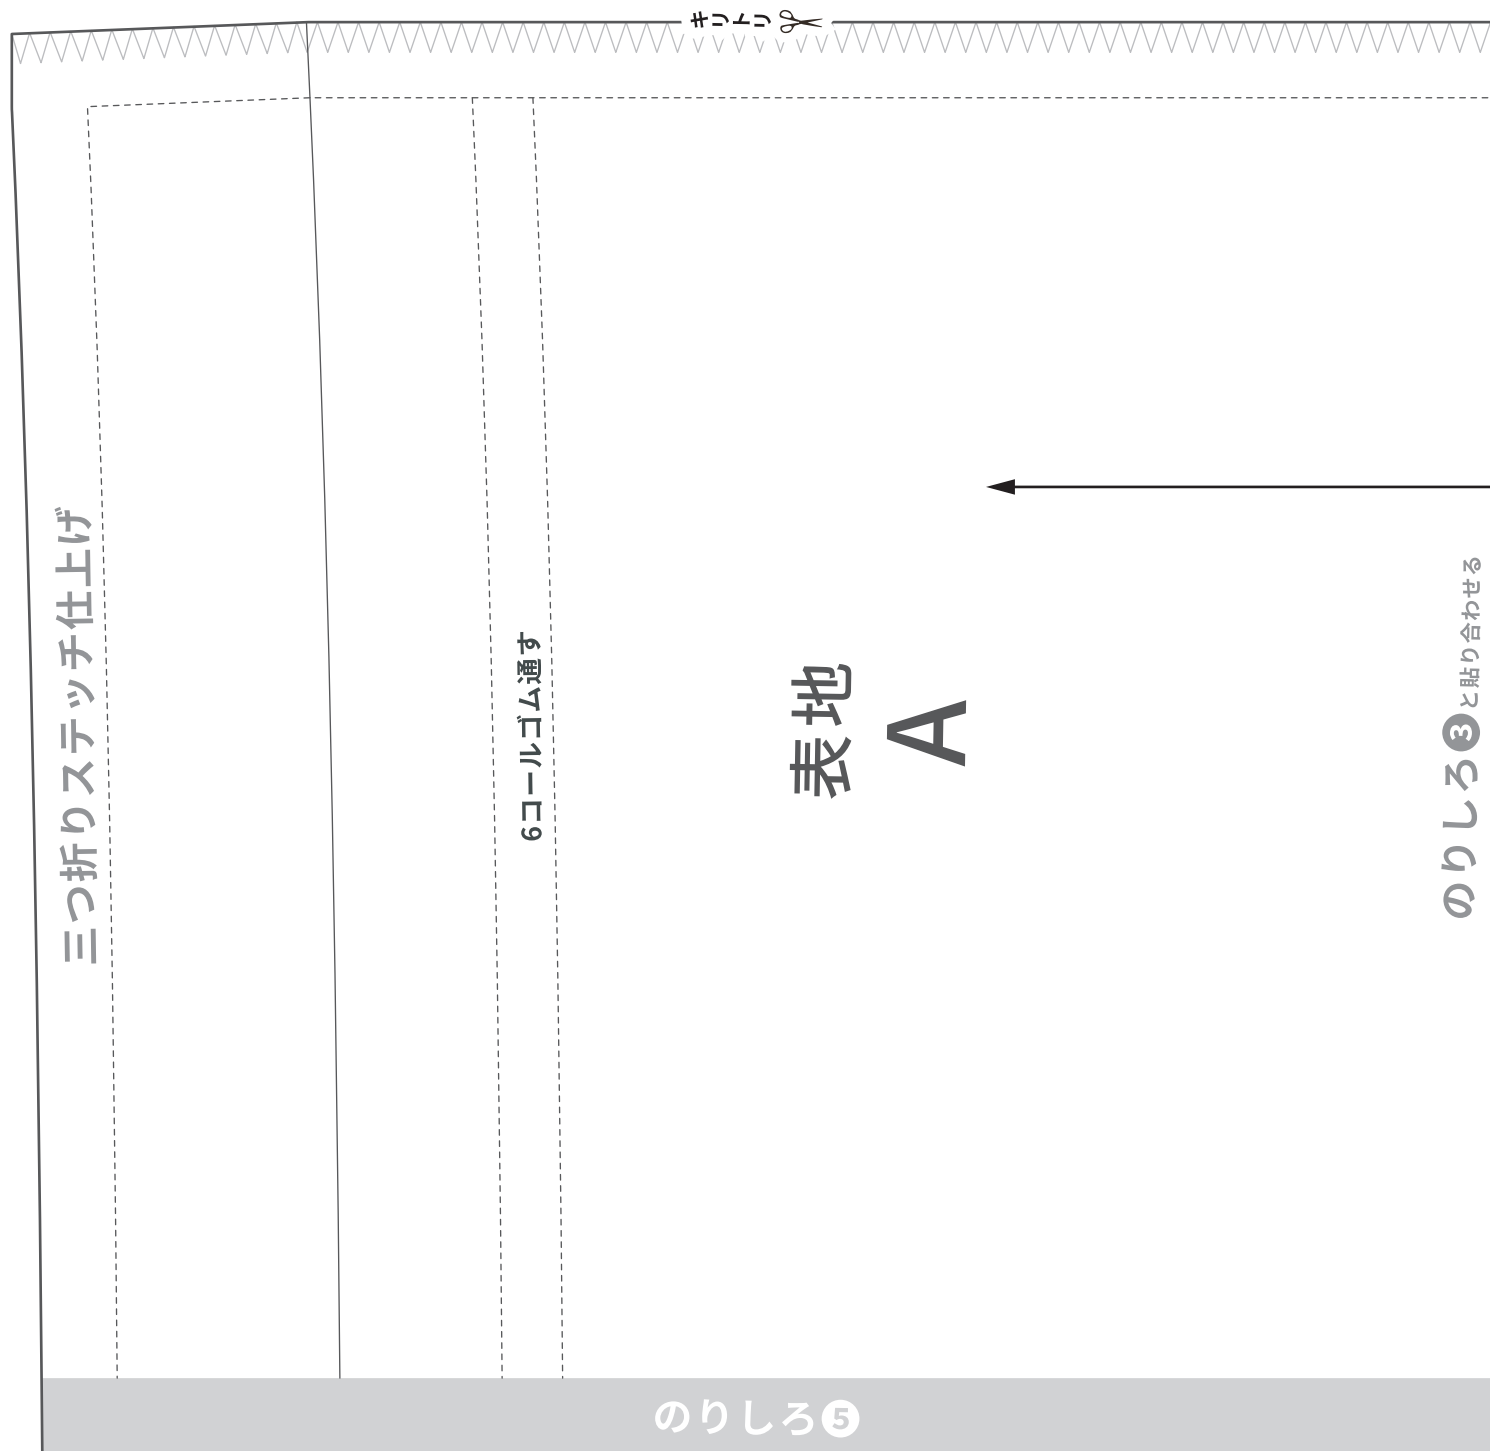 キリトリ
三つ折りステッチ仕上げ
6コールゴム通す
表地
A
のりしろ❸と貼り合わせる
のりしろ❺